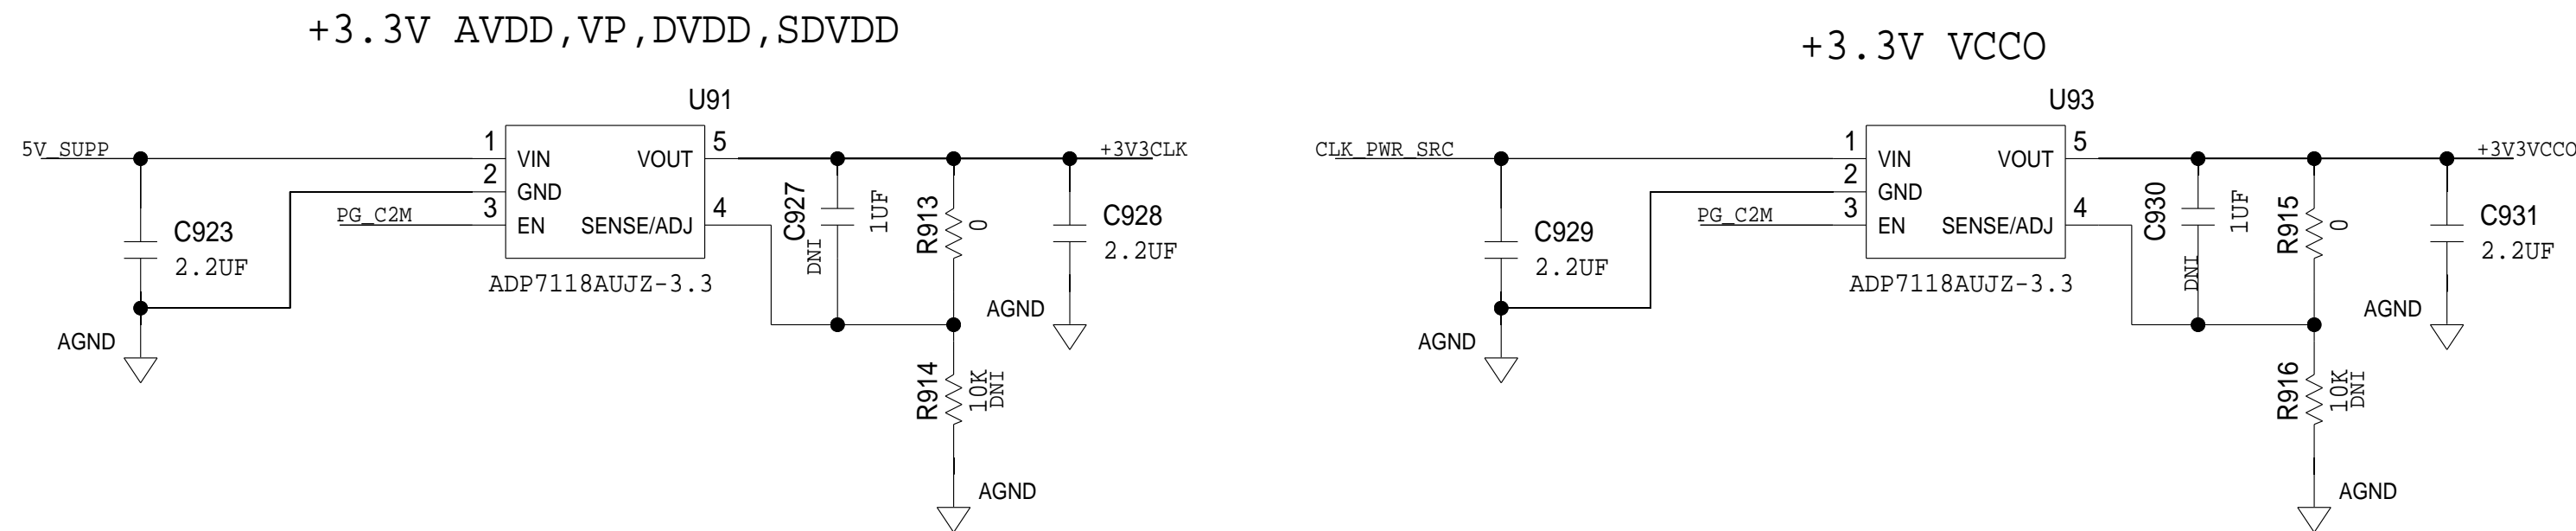 +3.3V AVDD,VP,DVDD,SDVDD
U91
5V_SUPP
1
VIN
VOUT
5
+3V3CLK
2
GND
PG_C2M
3
EN
SENSE/ADJ
4
C923
2.2UF
ADP7118AUJZ-3.3
C927
1UF
DNI
R913
0
C928
2.2UF
AGND
AGND
R914
10K
DNI
AGND
+3.3V VCCO
U93
CLK_PWR_SRC
1
VIN
VOUT
5
+3V3VCCO
2
GND
PG_C2M
3
EN
SENSE/ADJ
4
C929
2.2UF
ADP7118AUJZ-3.3
C930
1UF
DNI
R915
0
C931
2.2UF
AGND
AGND
R916
10K
DNI
AGND